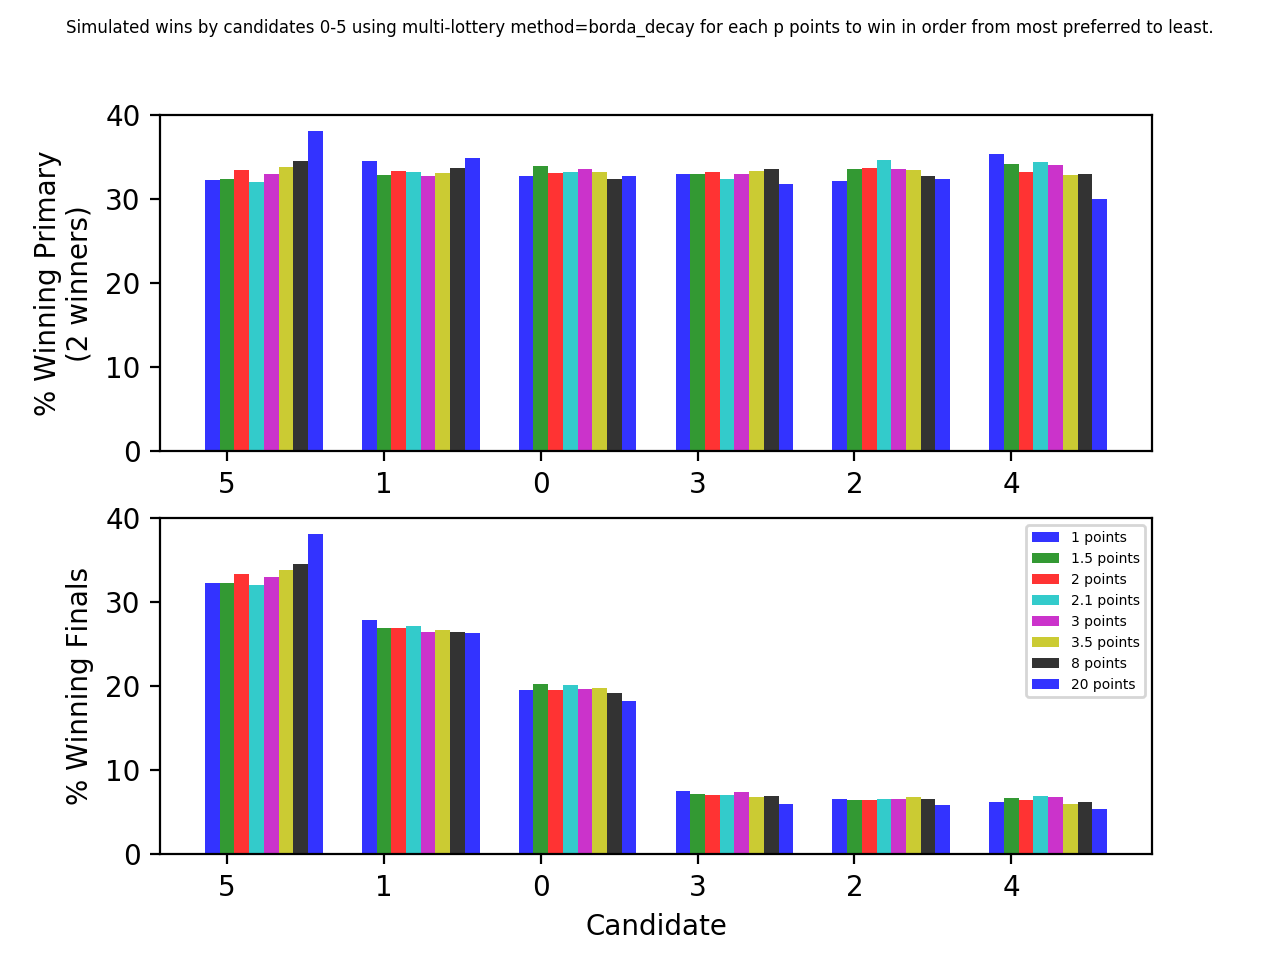 Simulated wins by candidates 0-5 using multi-lottery method=borda_decay for each p points to win in order from most preferred to least.
% Winning Primary
(2 winners)
40
30
20
10
0
5 1 0 3 2 4
% Winning Finals
40
30
20
10
0
1 points
1.5 points
2 points
2.1 points
3 points
3.5 points
8 points
20 points
5 1 0 3 2 4
Candidate